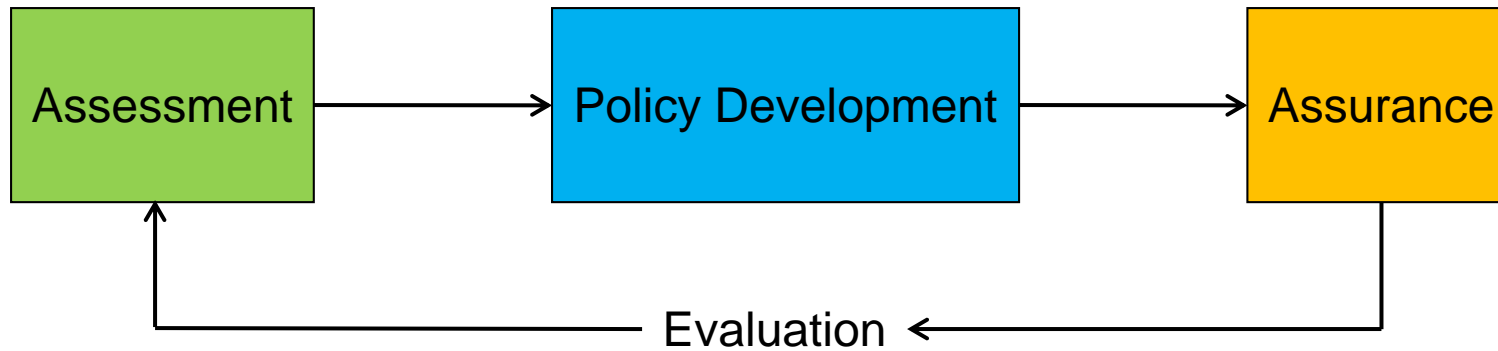 Assessment
Policy Development
Assurance
Evaluation